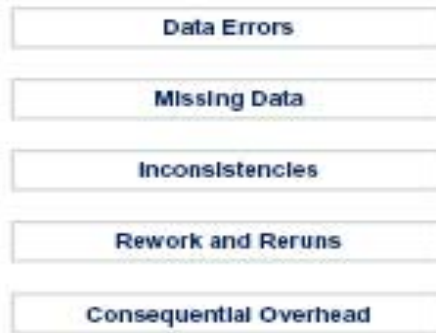 Data Errors
Missing Data
Inconsistencies
Rework and Reruns
Consequential Overhead